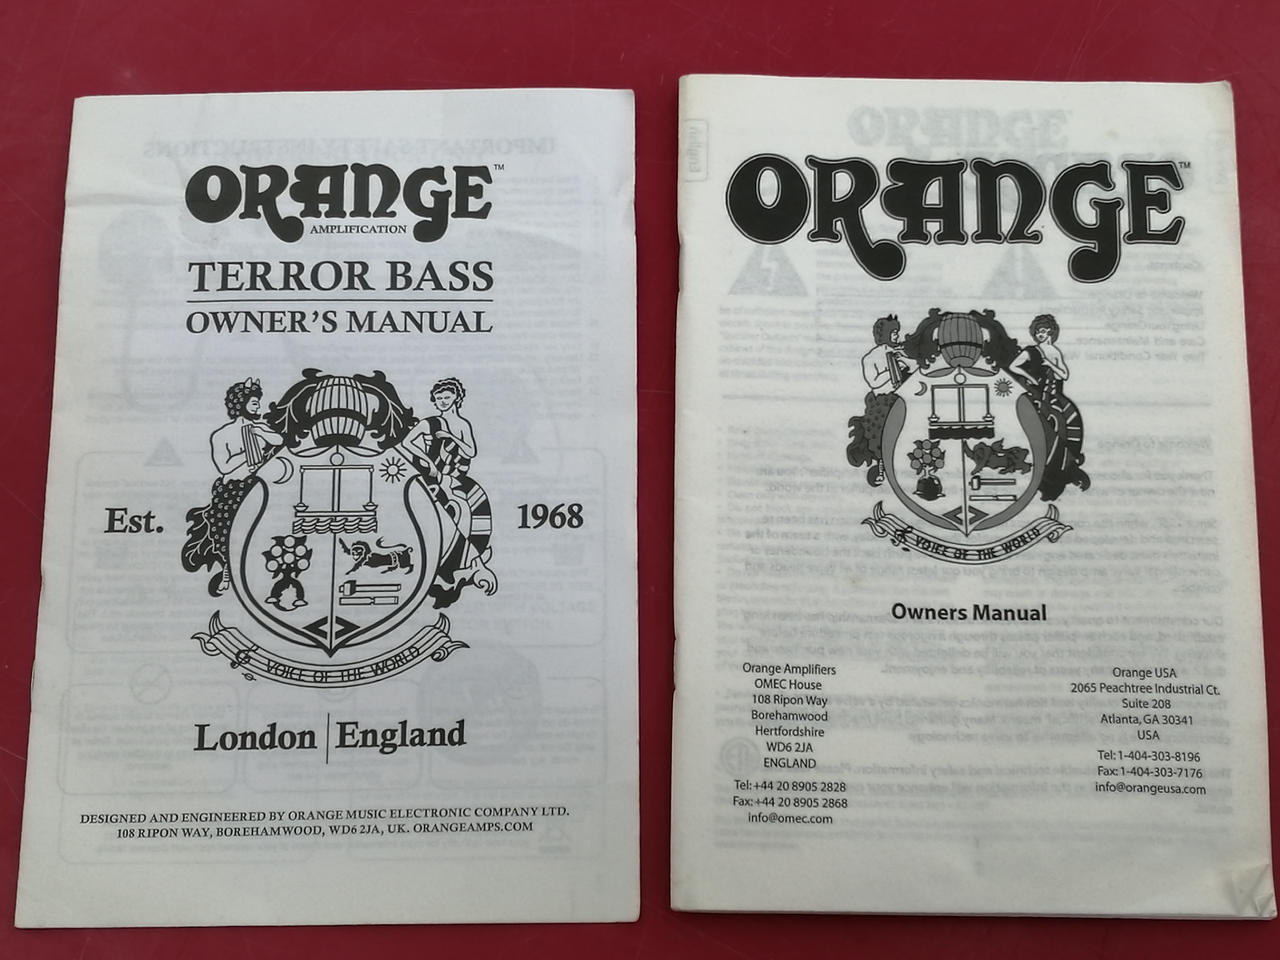 ORANGE™
AMPLIFICATION
TERROR BASS
OWNER'S MANUAL
Est. 1968
VOICE OF THE WORLD
London | England
DESIGNED AND ENGINEERED BY ORANGE MUSIC ELECTRONIC COMPANY LTD.
108 RIPON WAY, BOREHAMWOOD, WD6 2JA, UK. ORANGEAMPS.COM
ORANGE™
VOICE OF THE WORLD
Owners Manual
Orange Amplifiers
OMEC House
108 Ripon Way
Borehamwood
Hertfordshire
WD6 2JA
ENGLAND
Tel:+44 20 8905 2828
Fax:+44 20 8905 2868
info@omec.com
Orange USA
2065 Peachtree Industrial Ct.
Suite 208
Atlanta, GA 30341
USA
Tel: 1-404-303-8196
Fax: 1-404-303-7176
info@orangeusa.com